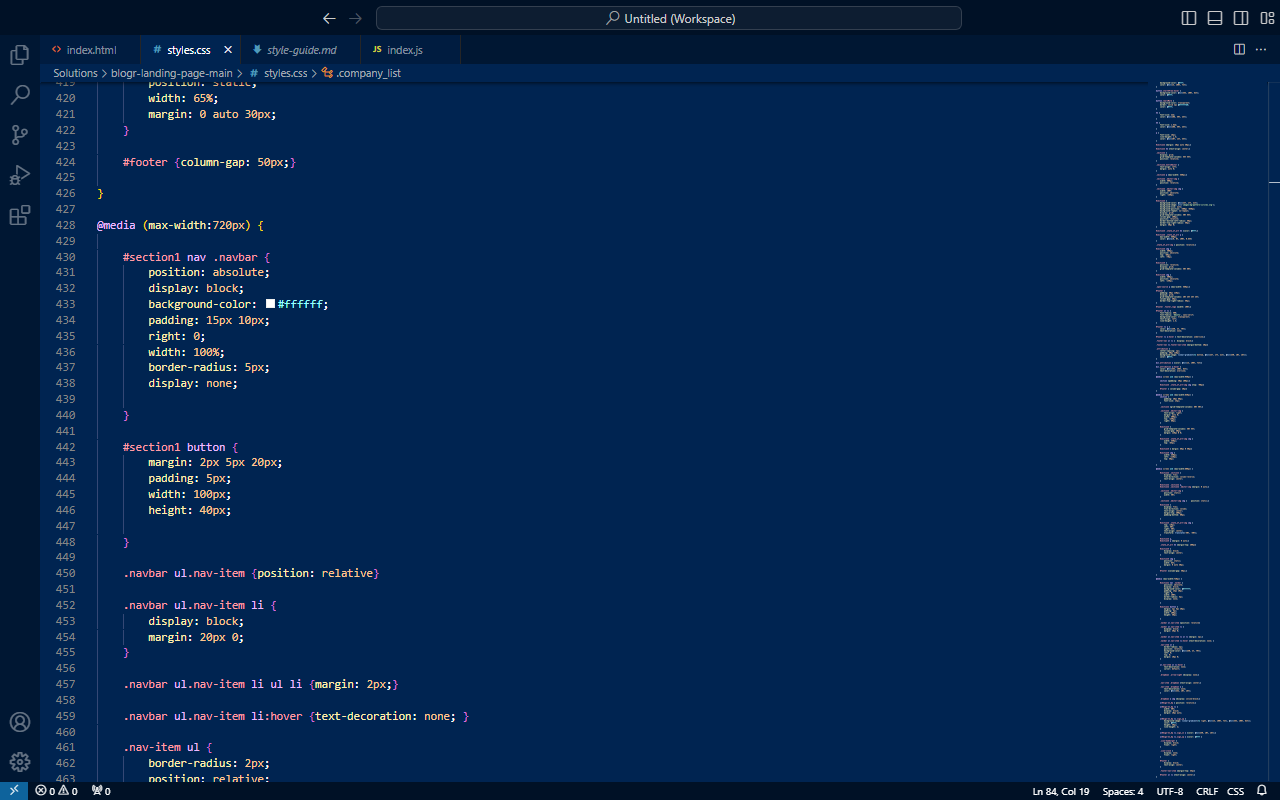 Untitled (Workspace)
index.html
styles.css
style-guide.md
JS index.js
Solutions > blogr-landing-page-main > # styles.css > .company_list
419 position: static;
420 width: 65%;
421 margin: 0 auto 30px;
422 }
423
424 #footer {column-gap: 50px;}
425
426 }
427
428 @media (max-width:720px) {
429
430 #section1 nav .navbar {
431 position: absolute;
432 display: block;
433 background-color: #ffffff;
434 padding: 15px 10px;
435 right: 0;
436 width: 100%;
437 border-radius: 5px;
438 display: none;
439
440 }
441
442 #section1 button {
443 margin: 2px 5px 20px;
444 padding: 5px;
445 width: 100px;
446 height: 40px;
447
448 }
449
450 .navbar ul.nav-item {position: relative}
451
452 .navbar ul.nav-item li {
453 display: block;
454 margin: 20px 0;
455 }
456
457 .navbar ul.nav-item li ul li {margin: 2px;}
458
459 .navbar ul.nav-item li:hover {text-decoration: none; }
460
461 .nav-item ul {
462 border-radius: 2px;
463 position: relative;
0 0 0 Ln 84, Col 19 Spaces: 4 UTF-8 CRLF CSS